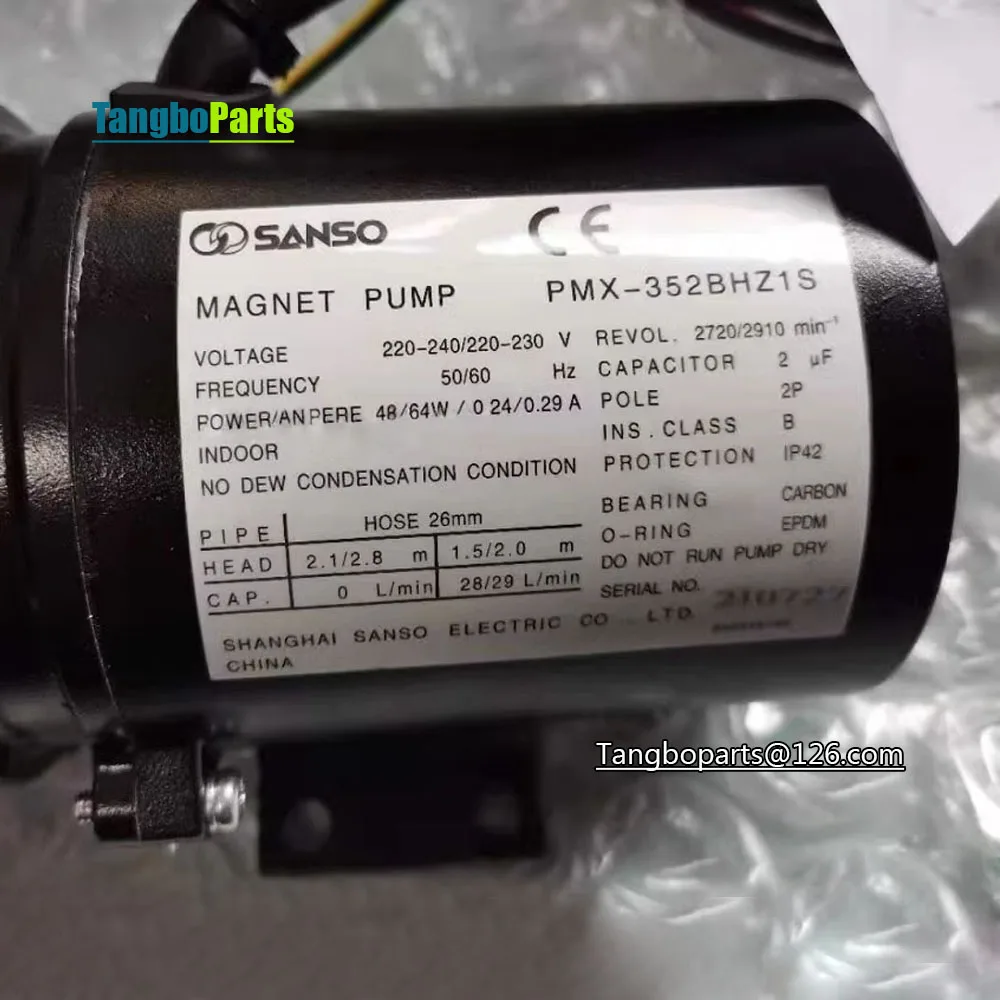 TangboParts
SANSO CE
MAGNET PUMP PMX-352BHZ1S
VOLTAGE 220-240/220-230 V
FREQUENCY 50/60 Hz
POWER/ANPERE 48/64W / 0 24/0.29 A
INDOOR
NO DEW CONDENSATION CONDITION
PIPE HOSE 26mm
HEAD 2.1/2.8 m 1.5/2.0 m
CAP. 0 L/min 28/29 L/min
REVOL. 2720/2910 min⁻¹
CAPACITOR 2 μF
POLE 2P
INS. CLASS B
PROTECTION IP42
BEARING CARBON
O-RING EPDM
DO NOT RUN PUMP DRY
SERIAL NO. 210727
SHANGHAI SANSO ELECTRIC CO., LTD.
CHINA
Tangboparts@126.com